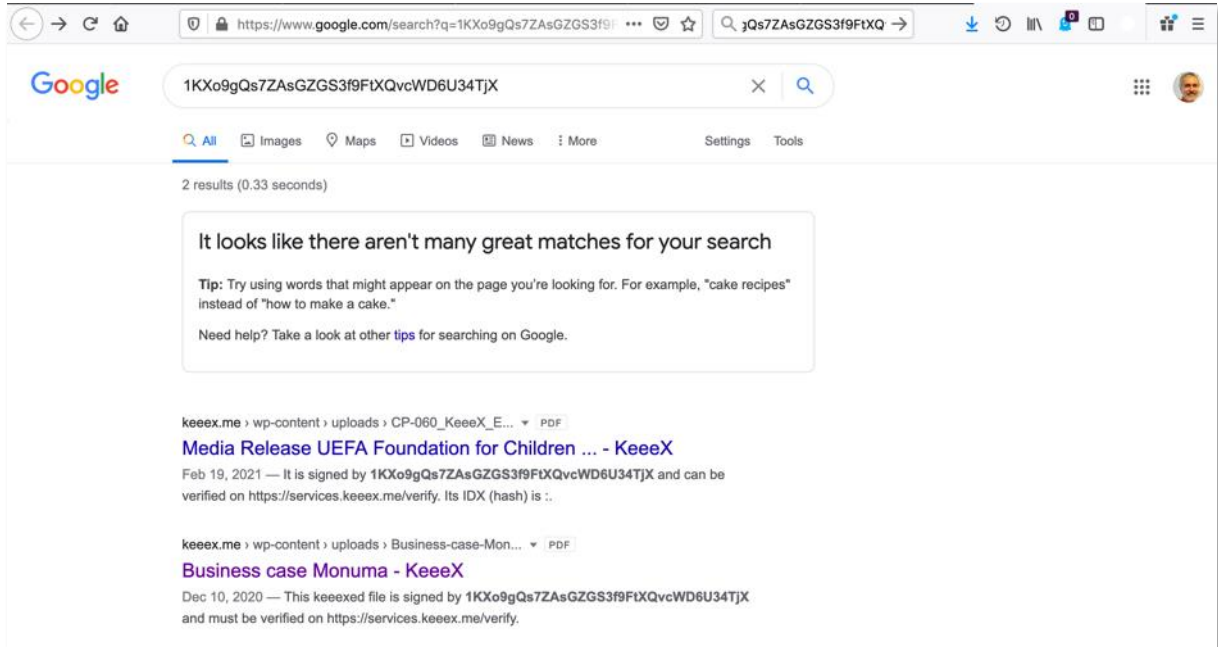 https://www.google.com/search?q=1KXo9gQs7ZAsGZGS3f9F
gQs7ZAsGZGS3f9FtXQ
0
Google
1KXo9gQs7ZAsGZGS3f9FtXQvcWD6U34TjX
All Images Maps Videos News More Settings Tools
2 results (0.33 seconds)
It looks like there aren't many great matches for your search
Tip: Try using words that might appear on the page you're looking for. For example, "cake recipes"
instead of "how to make a cake."
Need help? Take a look at other tips for searching on Google.
keeex.me › wp-content › uploads › CP-060_KeeeX_E... PDF
Media Release UEFA Foundation for Children ... - KeeeX
Feb 19, 2021 — It is signed by 1KXo9gQs7ZAsGZGS3f9FtXQvcWD6U34TjX and can be
verified on https://services.keeex.me/verify. Its IDX (hash) is :.
keeex.me › wp-content › uploads › Business-case-Mon... PDF
Business case Monuma - KeeeX
Dec 10, 2020 — This keeexed file is signed by 1KXo9gQs7ZAsGZGS3f9FtXQvcWD6U34TjX
and must be verified on https://services.keeex.me/verify.